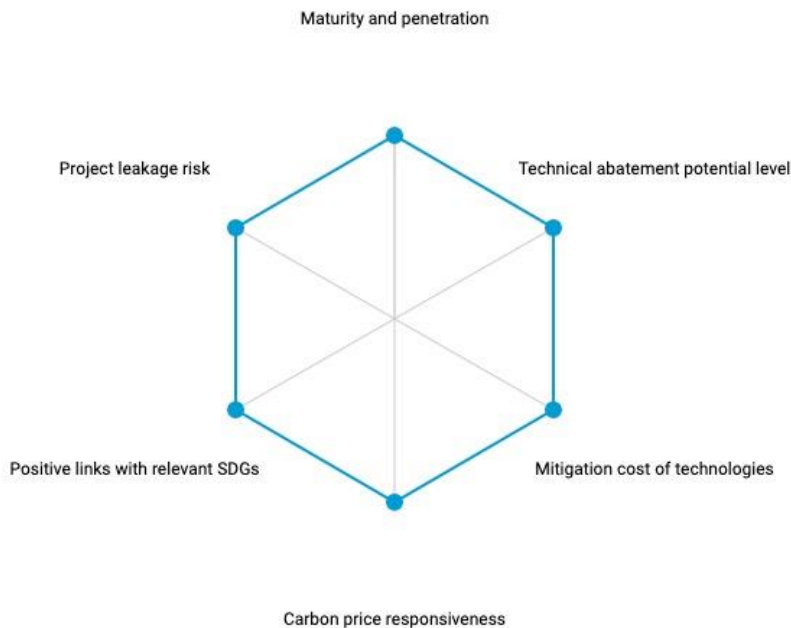 Maturity and penetration
Project leakage risk
Technical abatement potential level
Positive links with relevant SDGs
Mitigation cost of technologies
Carbon price responsiveness